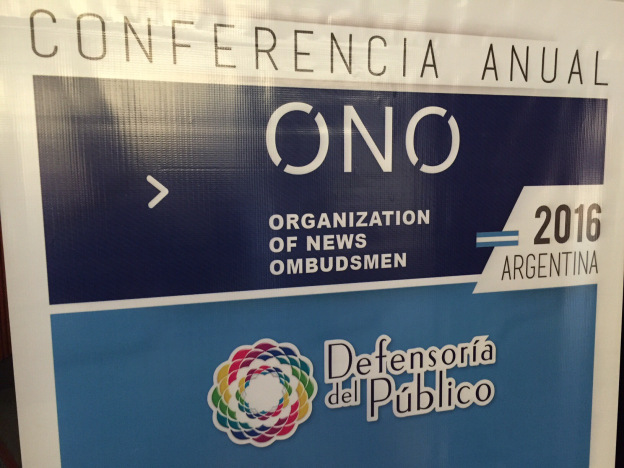 CONFERENCIA ANUAL
ONO
ORGANIZATION
OF NEWS
OMBUDSMEN
2016
ARGENTINA
Defensoría
del Público